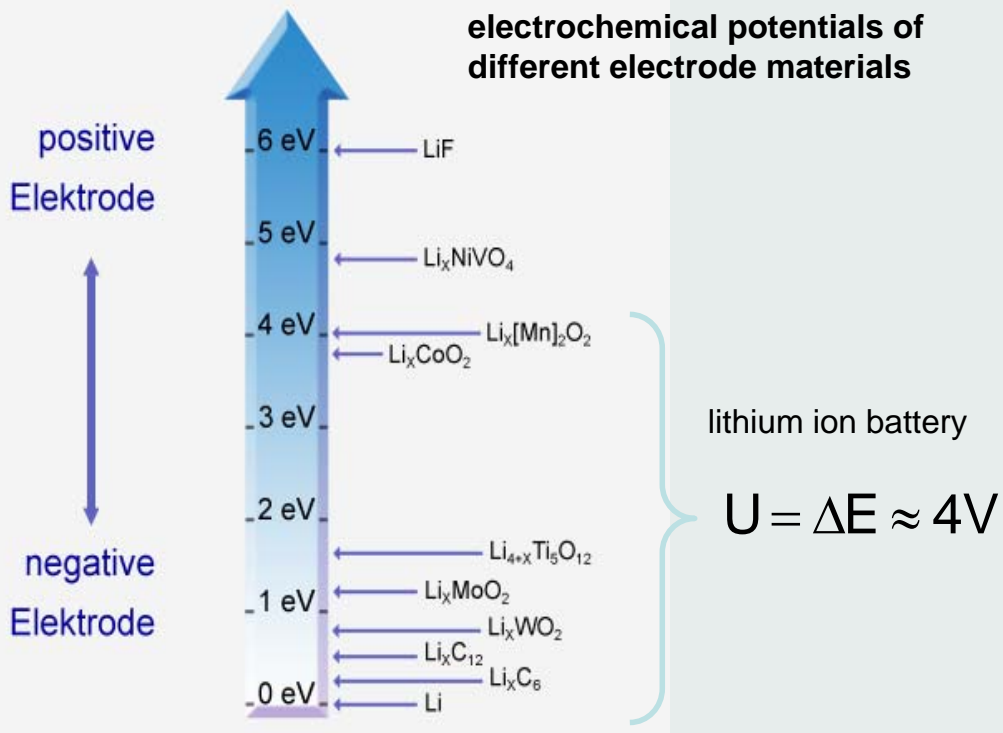 electrochemical potentials of
different electrode materials
positive
Elektrode
negative
Elektrode
6 eV
5 eV
4 eV
3 eV
2 eV
1 eV
0 eV
LiF
LiₓNiVO₄
Liₓ[Mn]₂O₂
LiₓCoO₂
Li₄₊ₓTi₅O₁₂
LiₓMoO₂
LiₓWO₂
LiₓC₁₂
LiₓC₆
Li
lithium ion battery
U = ΔE ≈ 4V